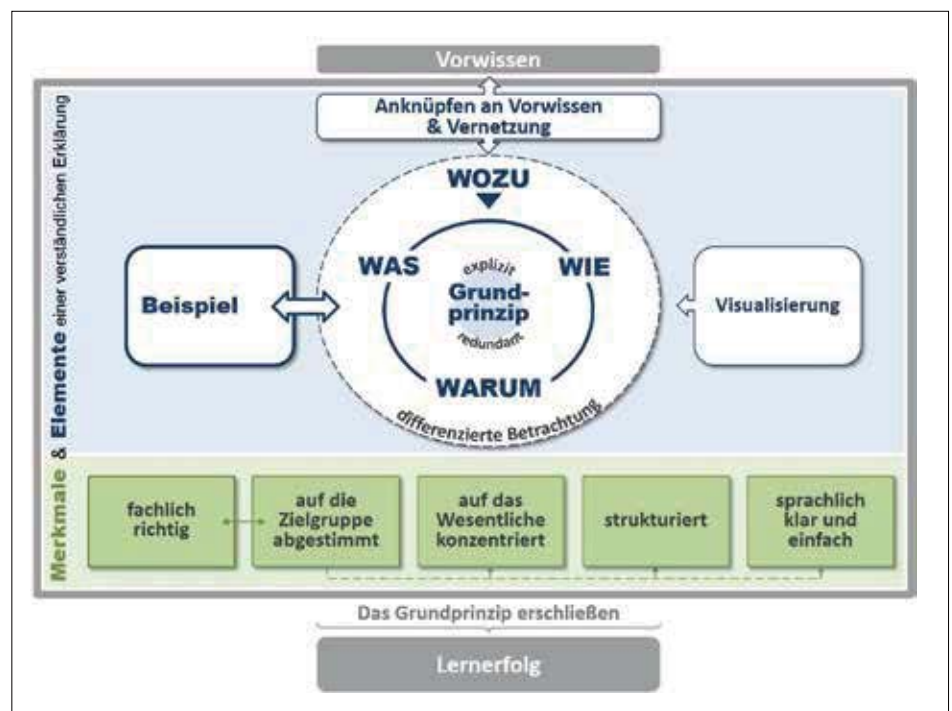 Vorwissen
Anknüpfen an Vorwissen
& Vernetzung
Merkmale & Elemente einer verständlichen Erklärung
WOZU
WAS
WIE
explizit
Grund-
prinzip
redundant
WARUM
differenzierte Betrachtung
Beispiel
Visualisierung
fachlich
richtig
auf die
Zielgruppe
abgestimmt
auf das
Wesentliche
konzentriert
strukturiert
sprachlich
klar und
einfach
Das Grundprinzip erschließen
Lernerfolg